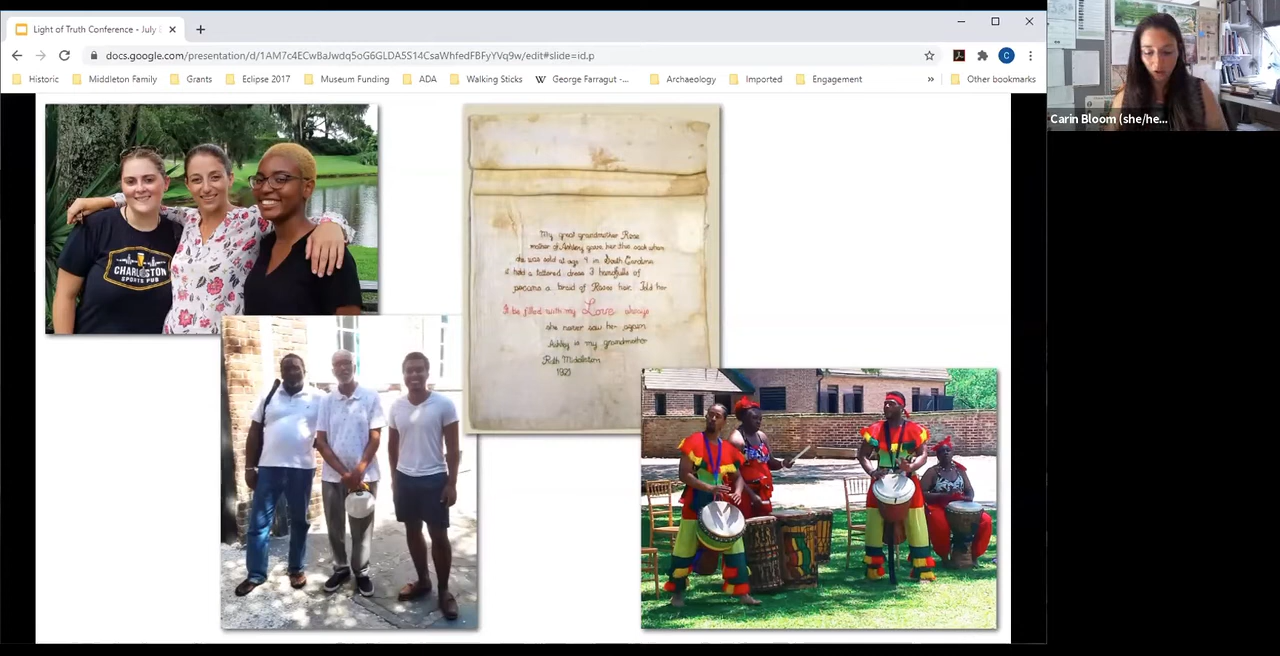 Light of Truth Conference - July
docs.google.com/presentation/d/1AM7c4ECwBaJwdq5oG6GLDA5S14CsaWhfedFBFyYVq9w/edit#slide=id.p
C
Historic
Middleton Family
Grants
Eclipse 2017
Museum Funding
ADA
Walking Sticks
W George Farragut -...
Archaeology
Imported
Engagement
»
Other bookmarks
Carin Bloom (she/he...
CHARLESTON
SPORTS PUB
My great grandmother Rose
mother of Ashley gave her this sack when
she was sold at age 9 in South Carolina
it held a tattered dress 3 handfulls of
pecans a braid of Roses hair. Told her
It be filled with my Love always
she never saw her again
Ashley is my grandmother
Ruth Middleton
1921